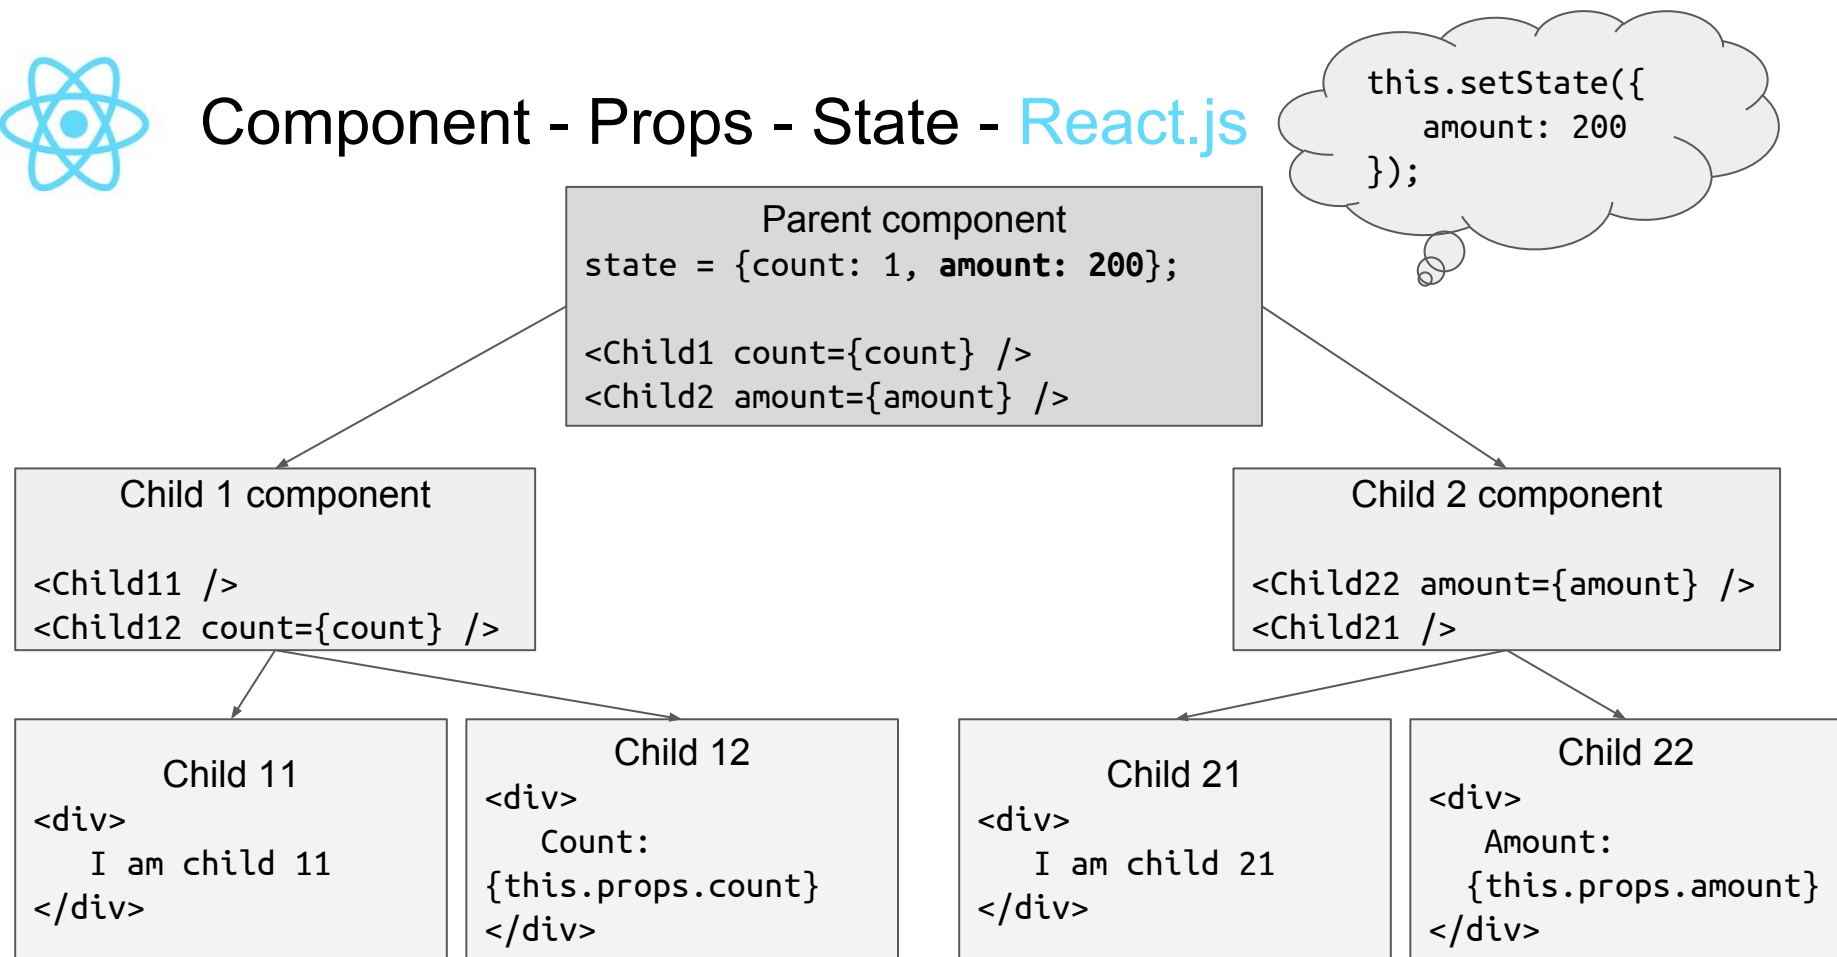 Component - Props - State - React.js
this.setState({
amount: 200
});
Parent component
state = {count: 1, amount: 200};
<Child1 count={count} />
<Child2 amount={amount} />
Child 1 component
<Child11 />
<Child12 count={count} />
Child 2 component
<Child22 amount={amount} />
<Child21 />
Child 11
<div>
I am child 11
</div>
Child 12
<div>
Count:
{this.props.count}
</div>
Child 21
<div>
I am child 21
</div>
Child 22
<div>
Amount:
{this.props.amount}
</div>